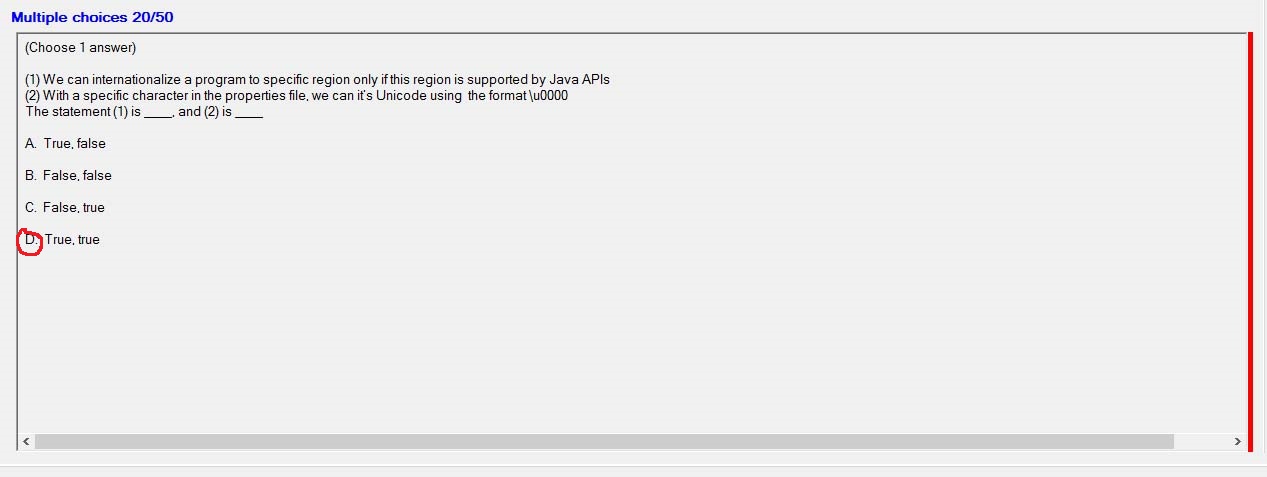 Multiple choices 20/50
(Choose 1 answer)
(1) We can internationalize a program to specific region only if this region is supported by Java APIs
(2) With a specific character in the properties file, we can it's Unicode using the format \u0000
The statement (1) is ____, and (2) is ____
A. True, false
B. False, false
C. False, true
D. True, true